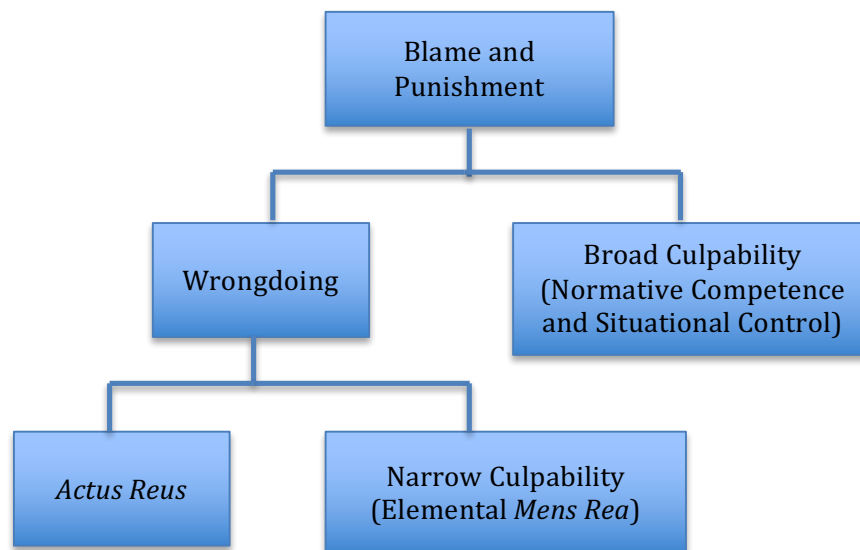 Blame and
Punishment
Wrongdoing
Broad Culpability
(Normative Competence
and Situational Control)
Actus Reus
Narrow Culpability
(Elemental Mens Rea)